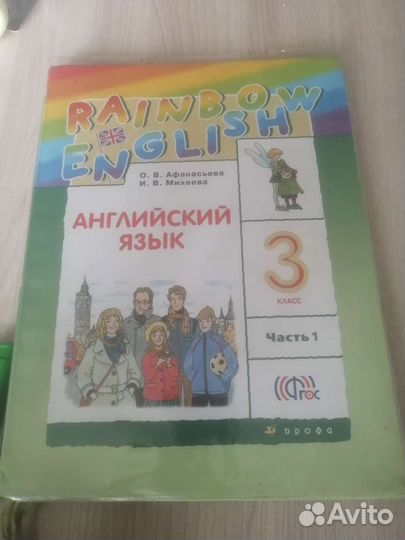 RAINBOW
ENGLISH
О. В. Афанасьева
И. В. Михеева
АНГЛИЙСКИЙ
ЯЗЫК
3
КЛАСС
Часть 1
ФГОС
дрофа
Avito